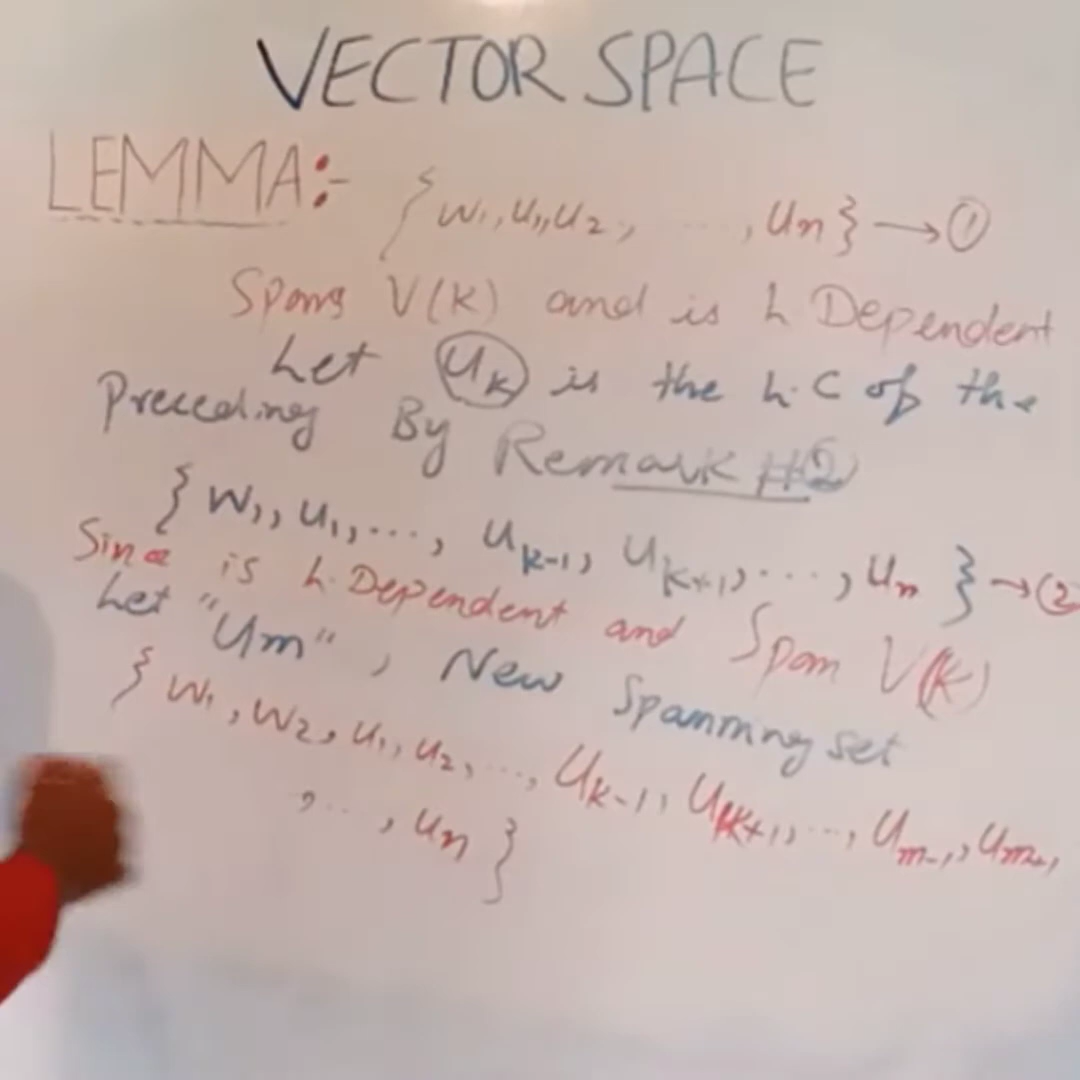 VECTOR SPACE
LEMMA:-
{ w₁, u₁, u₂, ..., uₙ } → ①
Spans V(K) and is L Dependent
Let uₖ is the L.C of the
Preceding By Remark #2
{ w₁, u₁, ..., uₖ₋₁, uₖ₊₁, ..., uₙ } → ②
Since is L.Dependent and Span V(K)
Let "um", New Spanning set
{ w₁, w₂, u₁, u₂, ..., uₖ₋₁, uₖ₊₁, ..., uₘ₋₁, uₘ₊₁,
, ..., uₙ }